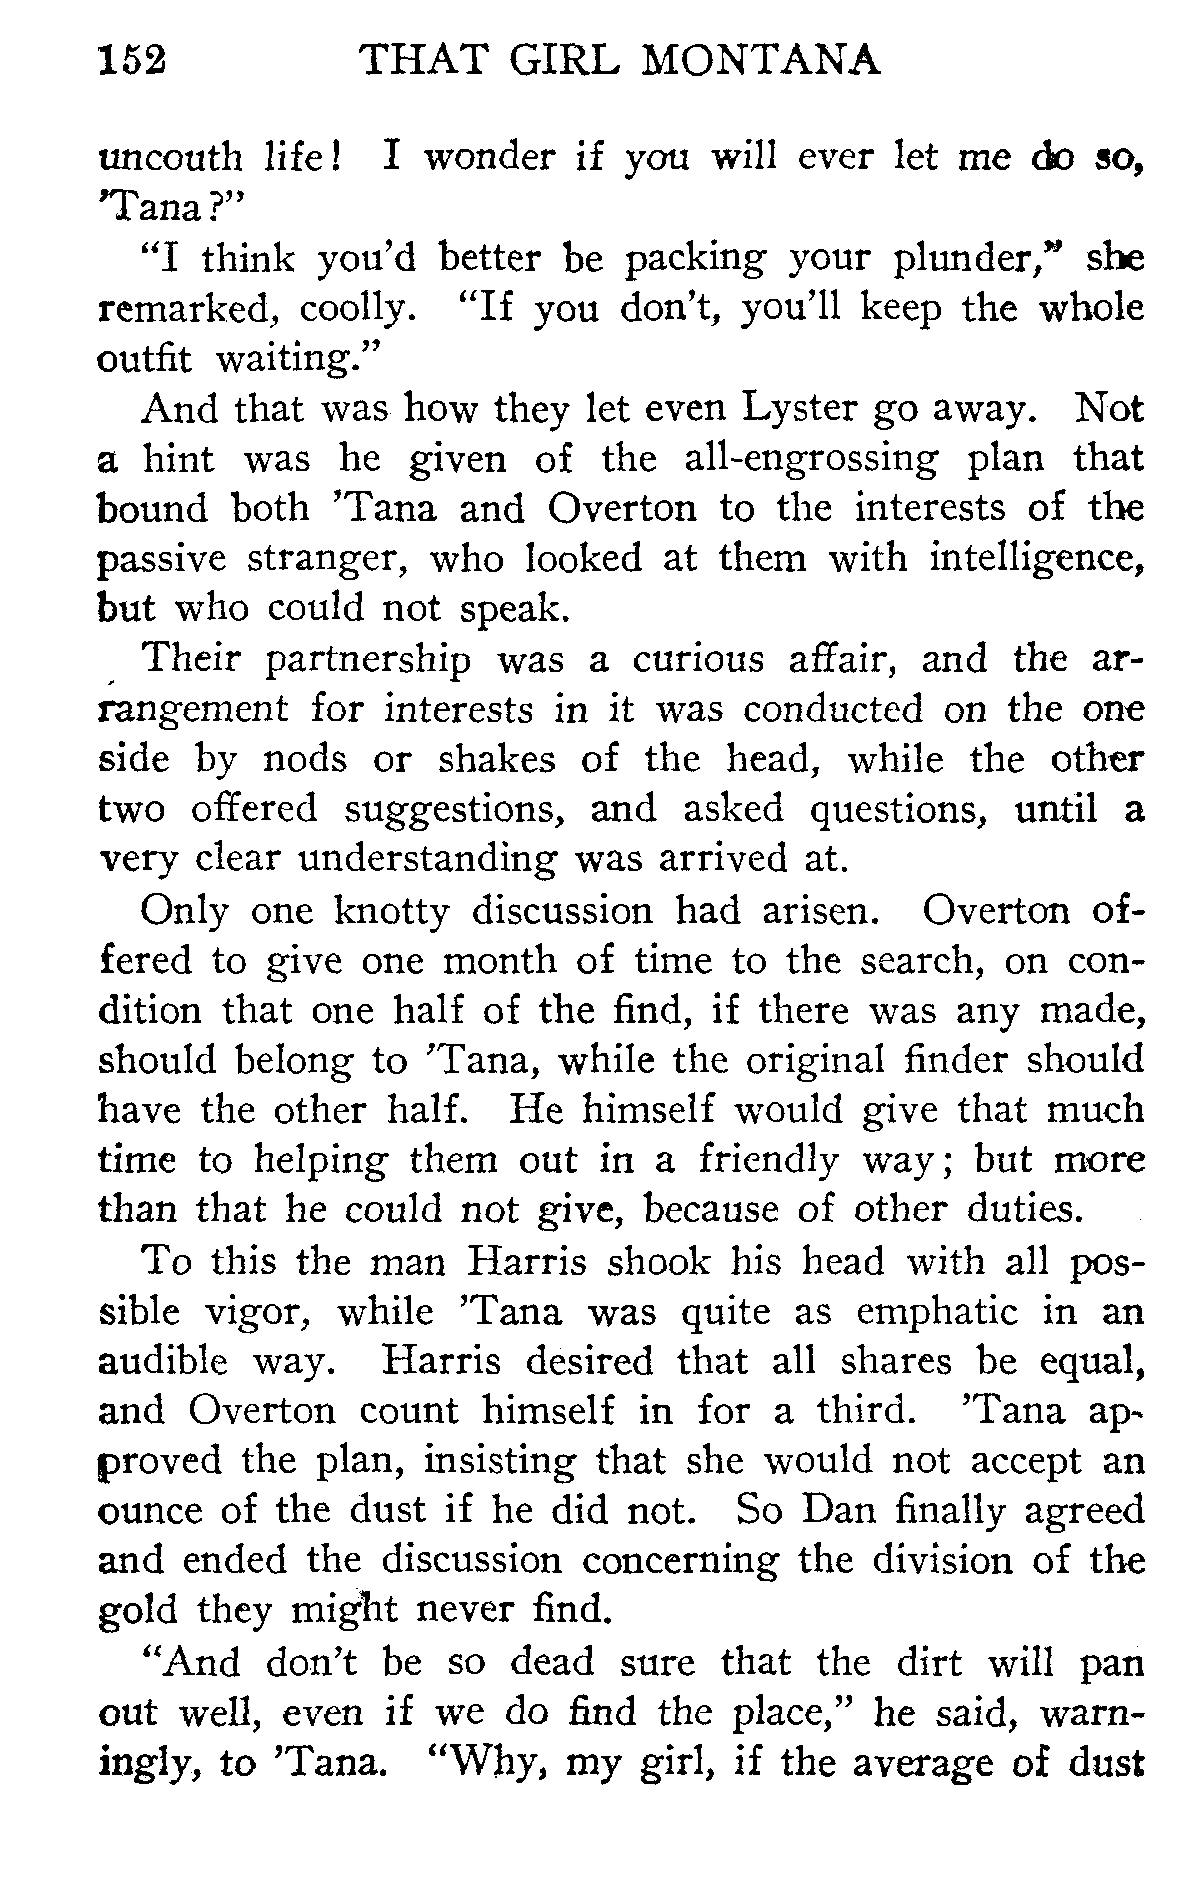 152 THAT GIRL MONTANA
uncouth life! I wonder if you will ever let me do so,
’Tana?”
“I think you’d better be packing your plunder,” she
remarked, coolly. “If you don’t, you’ll keep the whole
outfit waiting.”
And that was how they let even Lyster go away. Not
a hint was he given of the all-engrossing plan that
bound both ’Tana and Overton to the interests of the
passive stranger, who looked at them with intelligence,
but who could not speak.
Their partnership was a curious affair, and the ar-
rangement for interests in it was conducted on the one
side by nods or shakes of the head, while the other
two offered suggestions, and asked questions, until a
very clear understanding was arrived at.
Only one knotty discussion had arisen. Overton of-
fered to give one month of time to the search, on con-
dition that one half of the find, if there was any made,
should belong to ’Tana, while the original finder should
have the other half. He himself would give that much
time to helping them out in a friendly way; but more
than that he could not give, because of other duties.
To this the man Harris shook his head with all pos-
sible vigor, while ’Tana was quite as emphatic in an
audible way. Harris desired that all shares be equal,
and Overton count himself in for a third. ’Tana ap-
proved the plan, insisting that she would not accept an
ounce of the dust if he did not. So Dan finally agreed
and ended the discussion concerning the division of the
gold they might never find.
“And don’t be so dead sure that the dirt will pan
out well, even if we do find the place,” he said, warn-
ingly, to ’Tana. “Why, my girl, if the average of dust